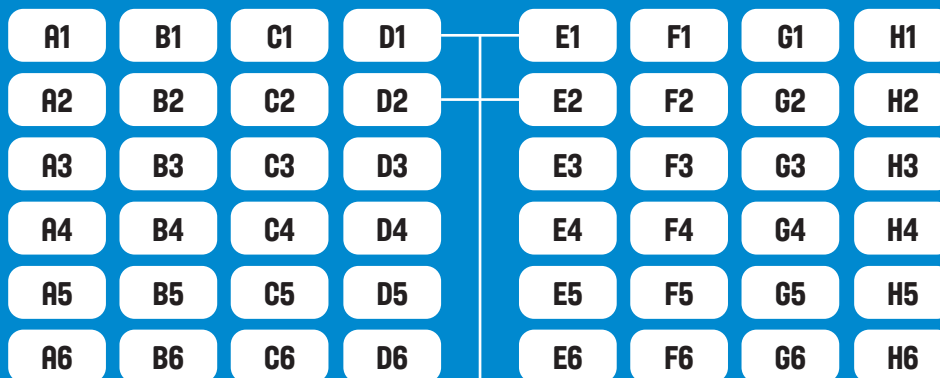 A1 B1 C1 D1 E1 F1 G1 H1
A2 B2 C2 D2 E2 F2 G2 H2
A3 B3 C3 D3 E3 F3 G3 H3
A4 B4 C4 D4 E4 F4 G4 H4
A5 B5 C5 D5 E5 F5 G5 H5
A6 B6 C6 D6 E6 F6 G6 H6